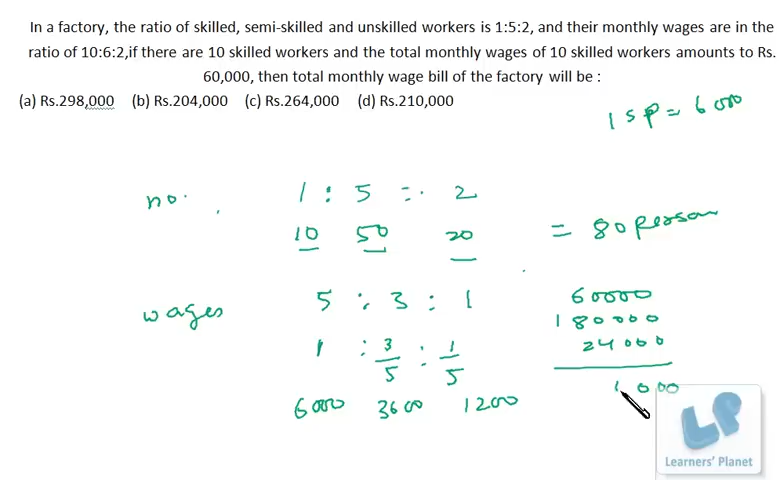 In a factory, the ratio of skilled, semi-skilled and unskilled workers is 1:5:2, and their monthly wages are in the
ratio of 10:6:2,if there are 10 skilled workers and the total monthly wages of 10 skilled workers amounts to Rs.
60,000, then total monthly wage bill of the factory will be :
(a) Rs.298,000 (b) Rs.204,000 (c) Rs.264,000 (d) Rs.210,000
1 s p = 6000
no. 1 : 5 : 2
10 50 20 = 80 person
wages 5 : 3 : 1
60000
180000
24000
1 : 3/5 : 1/5
000
6000 3600 1200
LP
Learners' Planet